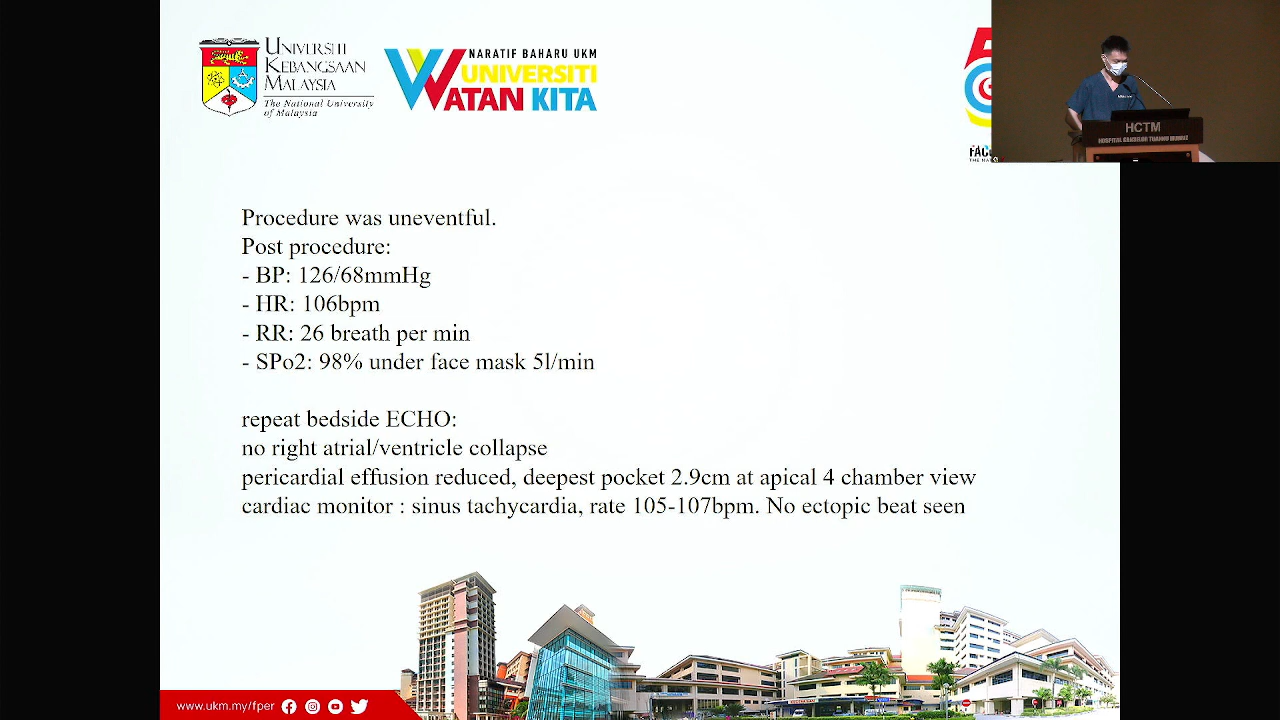 UNIVERSITI
KEBANGSAAN
MALAYSIA
The National University
of Malaysia
NARATIF BAHARU UKM
UNIVERSITI
WATAN KITA
HCTM
Procedure was uneventful.
Post procedure:
- BP: 126/68mmHg
- HR: 106bpm
- RR: 26 breath per min
- SPo2: 98% under face mask 5l/min
repeat bedside ECHO:
no right atrial/ventricle collapse
pericardial effusion reduced, deepest pocket 2.9cm at apical 4 chamber view
cardiac monitor : sinus tachycardia, rate 105-107bpm. No ectopic beat seen
www.ukm.my/fper